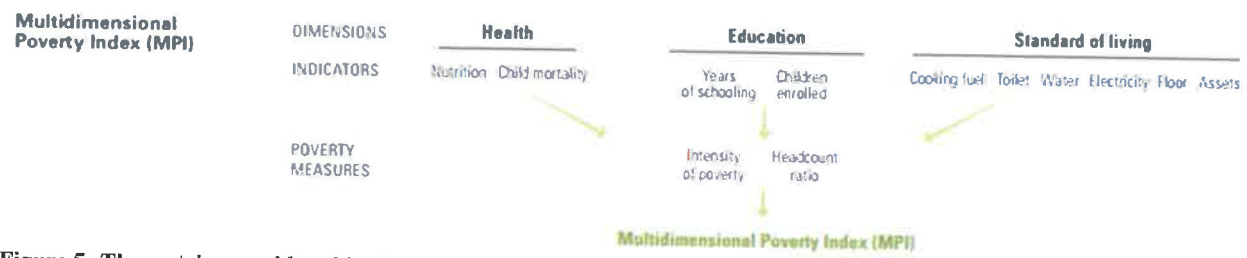 Multidimensional
Poverty Index (MPI)
DIMENSIONS Health Education Standard of living
INDICATORS Nutrition Child mortality Years of schooling Children enrolled Cooking fuel Toilet Water Electricity Floor Assets
POVERTY
MEASURES
Intensity of poverty
Headcount ratio
Multidimensional Poverty Index (MPI)
Figure 5. The